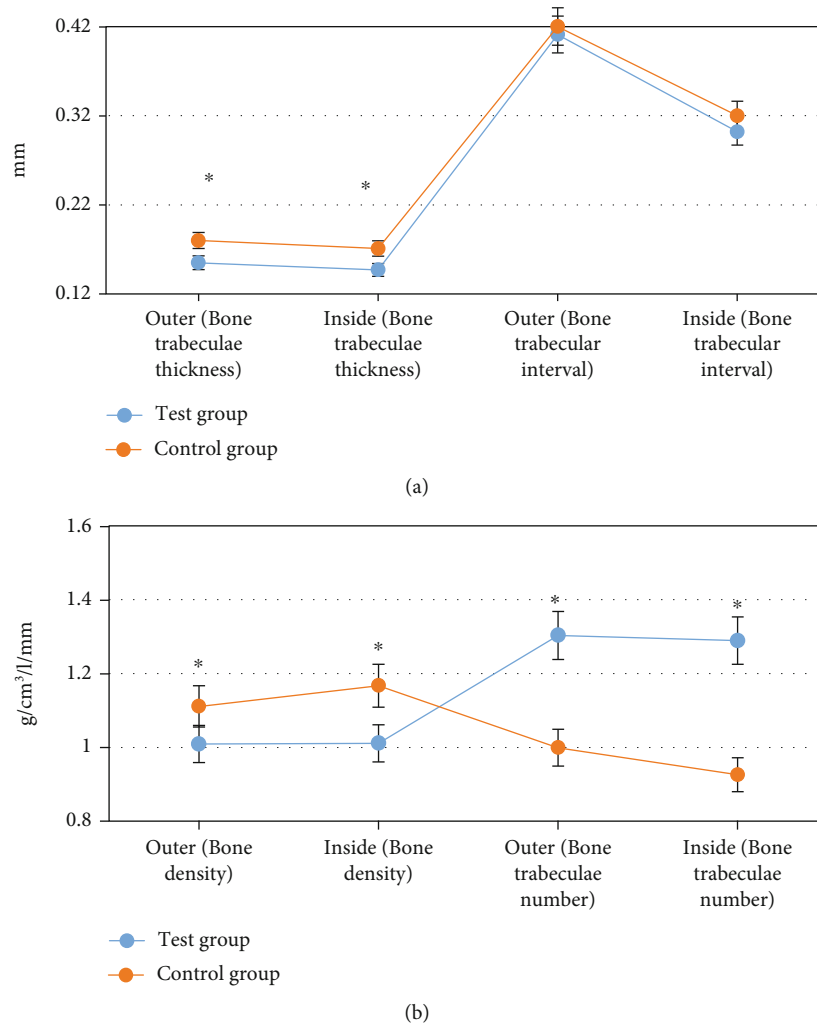 0.42
0.32
0.22
0.12
mm
*
*
Outer (Bone
trabeculae
thickness)
Inside (Bone
trabeculae
thickness)
Outer (Bone
trabecular
interval)
Inside (Bone
trabecular
interval)
Test group
Control group
(a)
1.6
1.4
1.2
1
0.8
g/cm³/l/mm
*
*
*
*
Outer (Bone
density)
Inside (Bone
density)
Outer (Bone
trabeculae
number)
Inside (Bone
trabeculae
number)
Test group
Control group
(b)